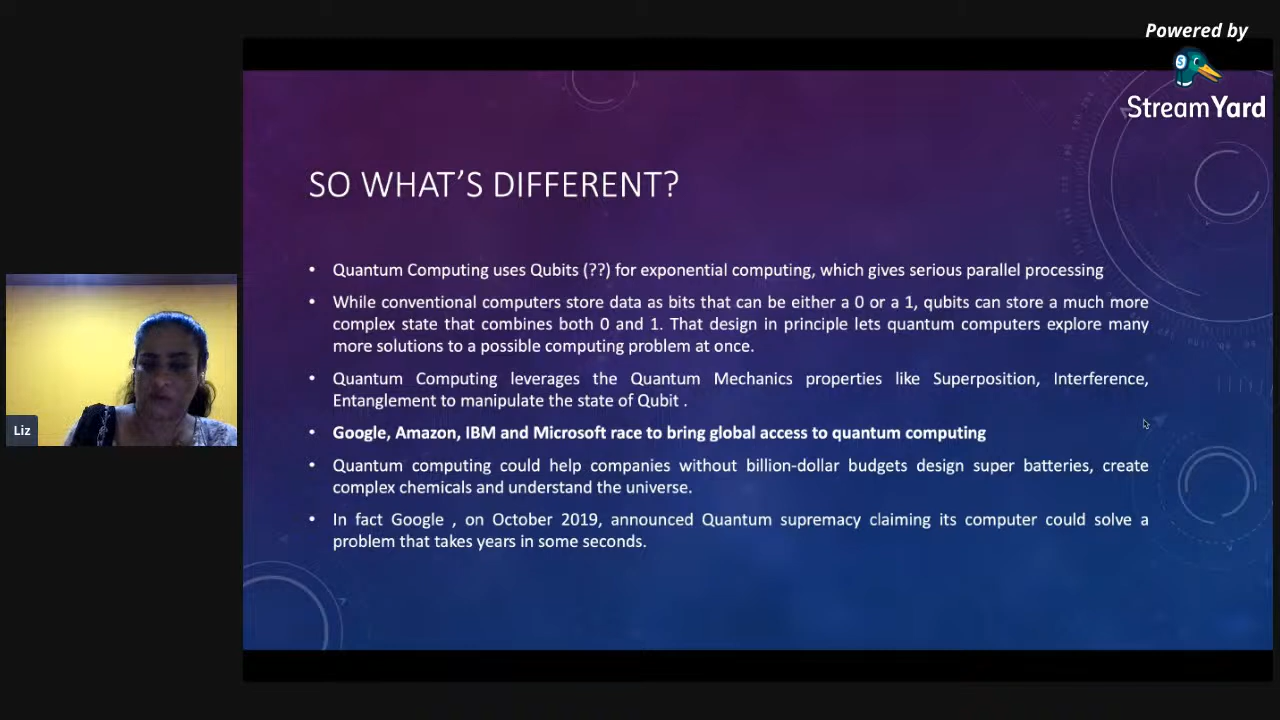 Powered by
StreamYard
SO WHAT'S DIFFERENT?
• Quantum Computing uses Qubits (??) for exponential computing, which gives serious parallel processing
• While conventional computers store data as bits that can be either a 0 or a 1, qubits can store a much more
complex state that combines both 0 and 1. That design in principle lets quantum computers explore many
more solutions to a possible computing problem at once.
• Quantum Computing leverages the Quantum Mechanics properties like Superposition, Interference,
Entanglement to manipulate the state of Qubit .
• Google, Amazon, IBM and Microsoft race to bring global access to quantum computing
• Quantum computing could help companies without billion-dollar budgets design super batteries, create
complex chemicals and understand the universe.
• In fact Google , on October 2019, announced Quantum supremacy claiming its computer could solve a
problem that takes years in some seconds.
Liz